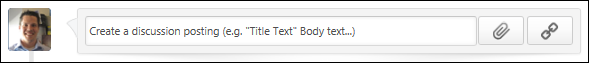 Create a discussion posting (e.g. "Title Text" Body text...)